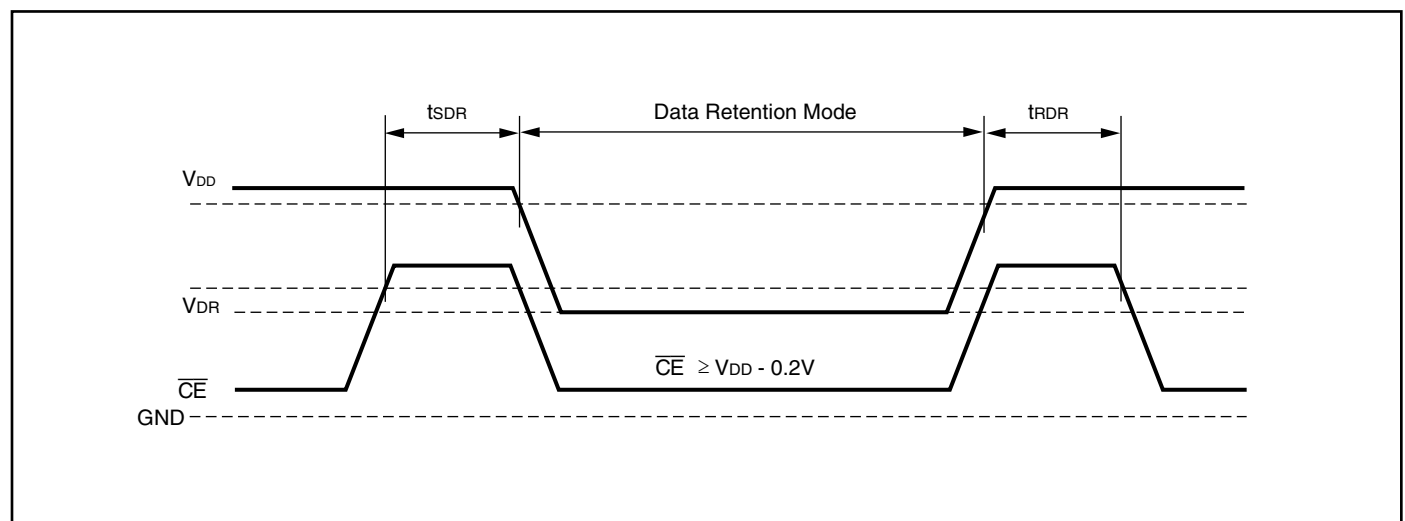 tSDR Data Retention Mode tRDR
VDD
VDR
CE ≥ VDD - 0.2V
CE
GND